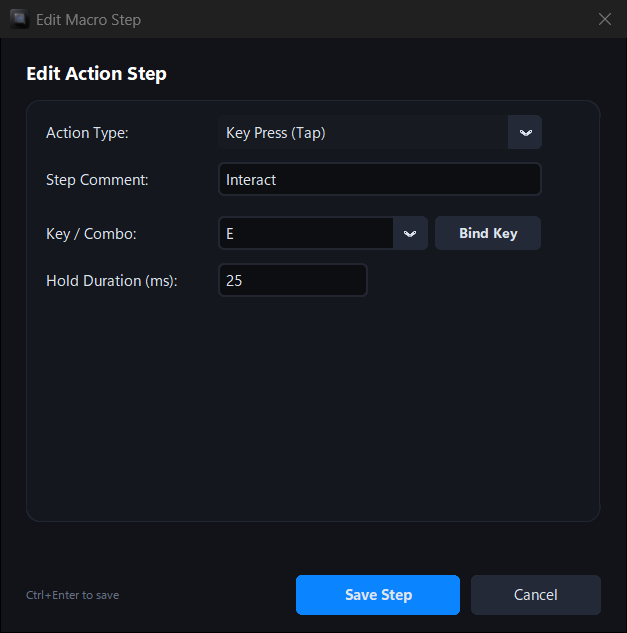 Edit Macro Step
Edit Action Step
Action Type: Key Press (Tap)
Step Comment: Interact
Key / Combo: E Bind Key
Hold Duration (ms): 25
Ctrl+Enter to save Save Step Cancel